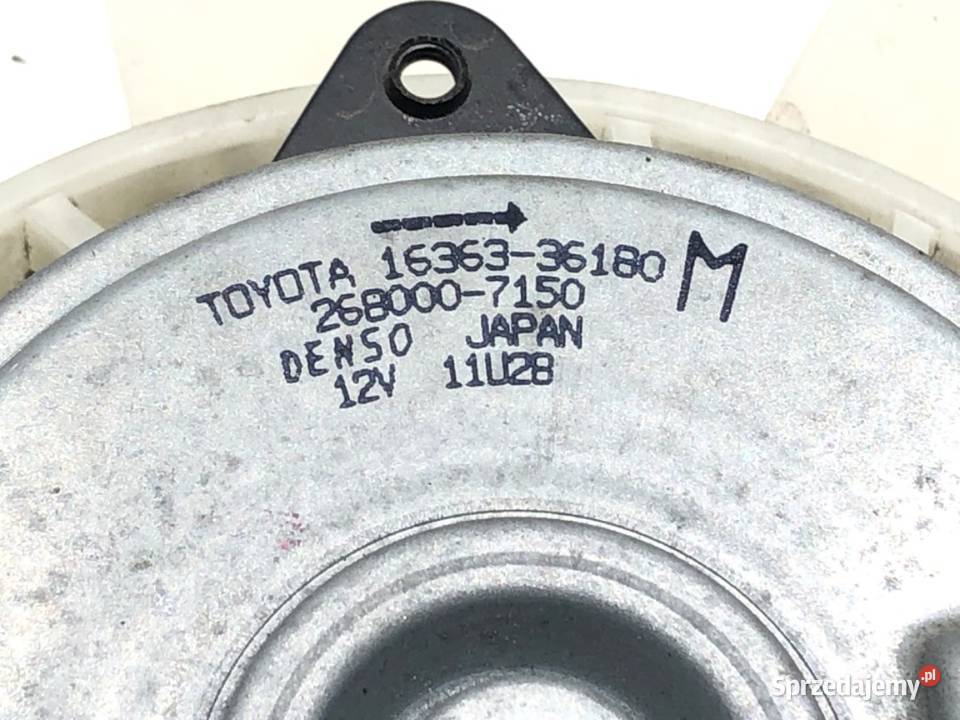 TOYOTA 16363-36180 M
268000-7150
DENSO JAPAN
12V 11U28
Sprzedajemy.pl